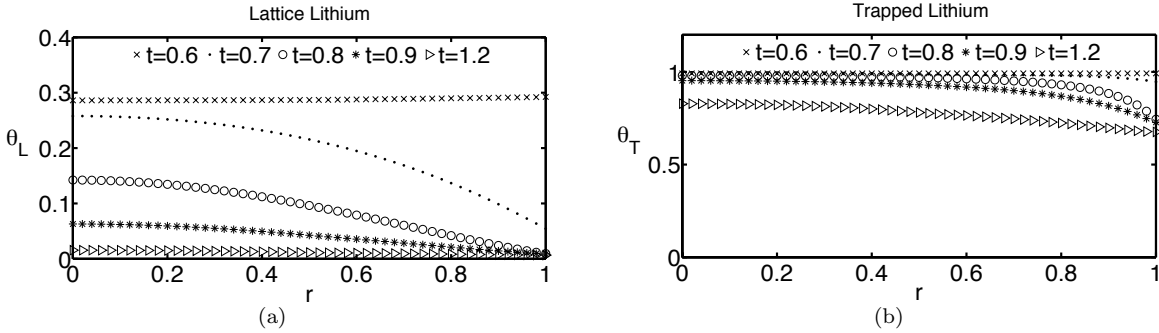 Lattice Lithium
0.4
× t=0.6 · t=0.7 ○ t=0.8 * t=0.9 ▷ t=1.2
0.3
θL
0.2
0.1
0
0 0.2 0.4 0.6 0.8 1
r
(a)
Trapped Lithium
× t=0.6 · t=0.7 ○ t=0.8 * t=0.9 ▷ t=1.2
1
θT
0.5
0
0 0.2 0.4 0.6 0.8 1
r
(b)